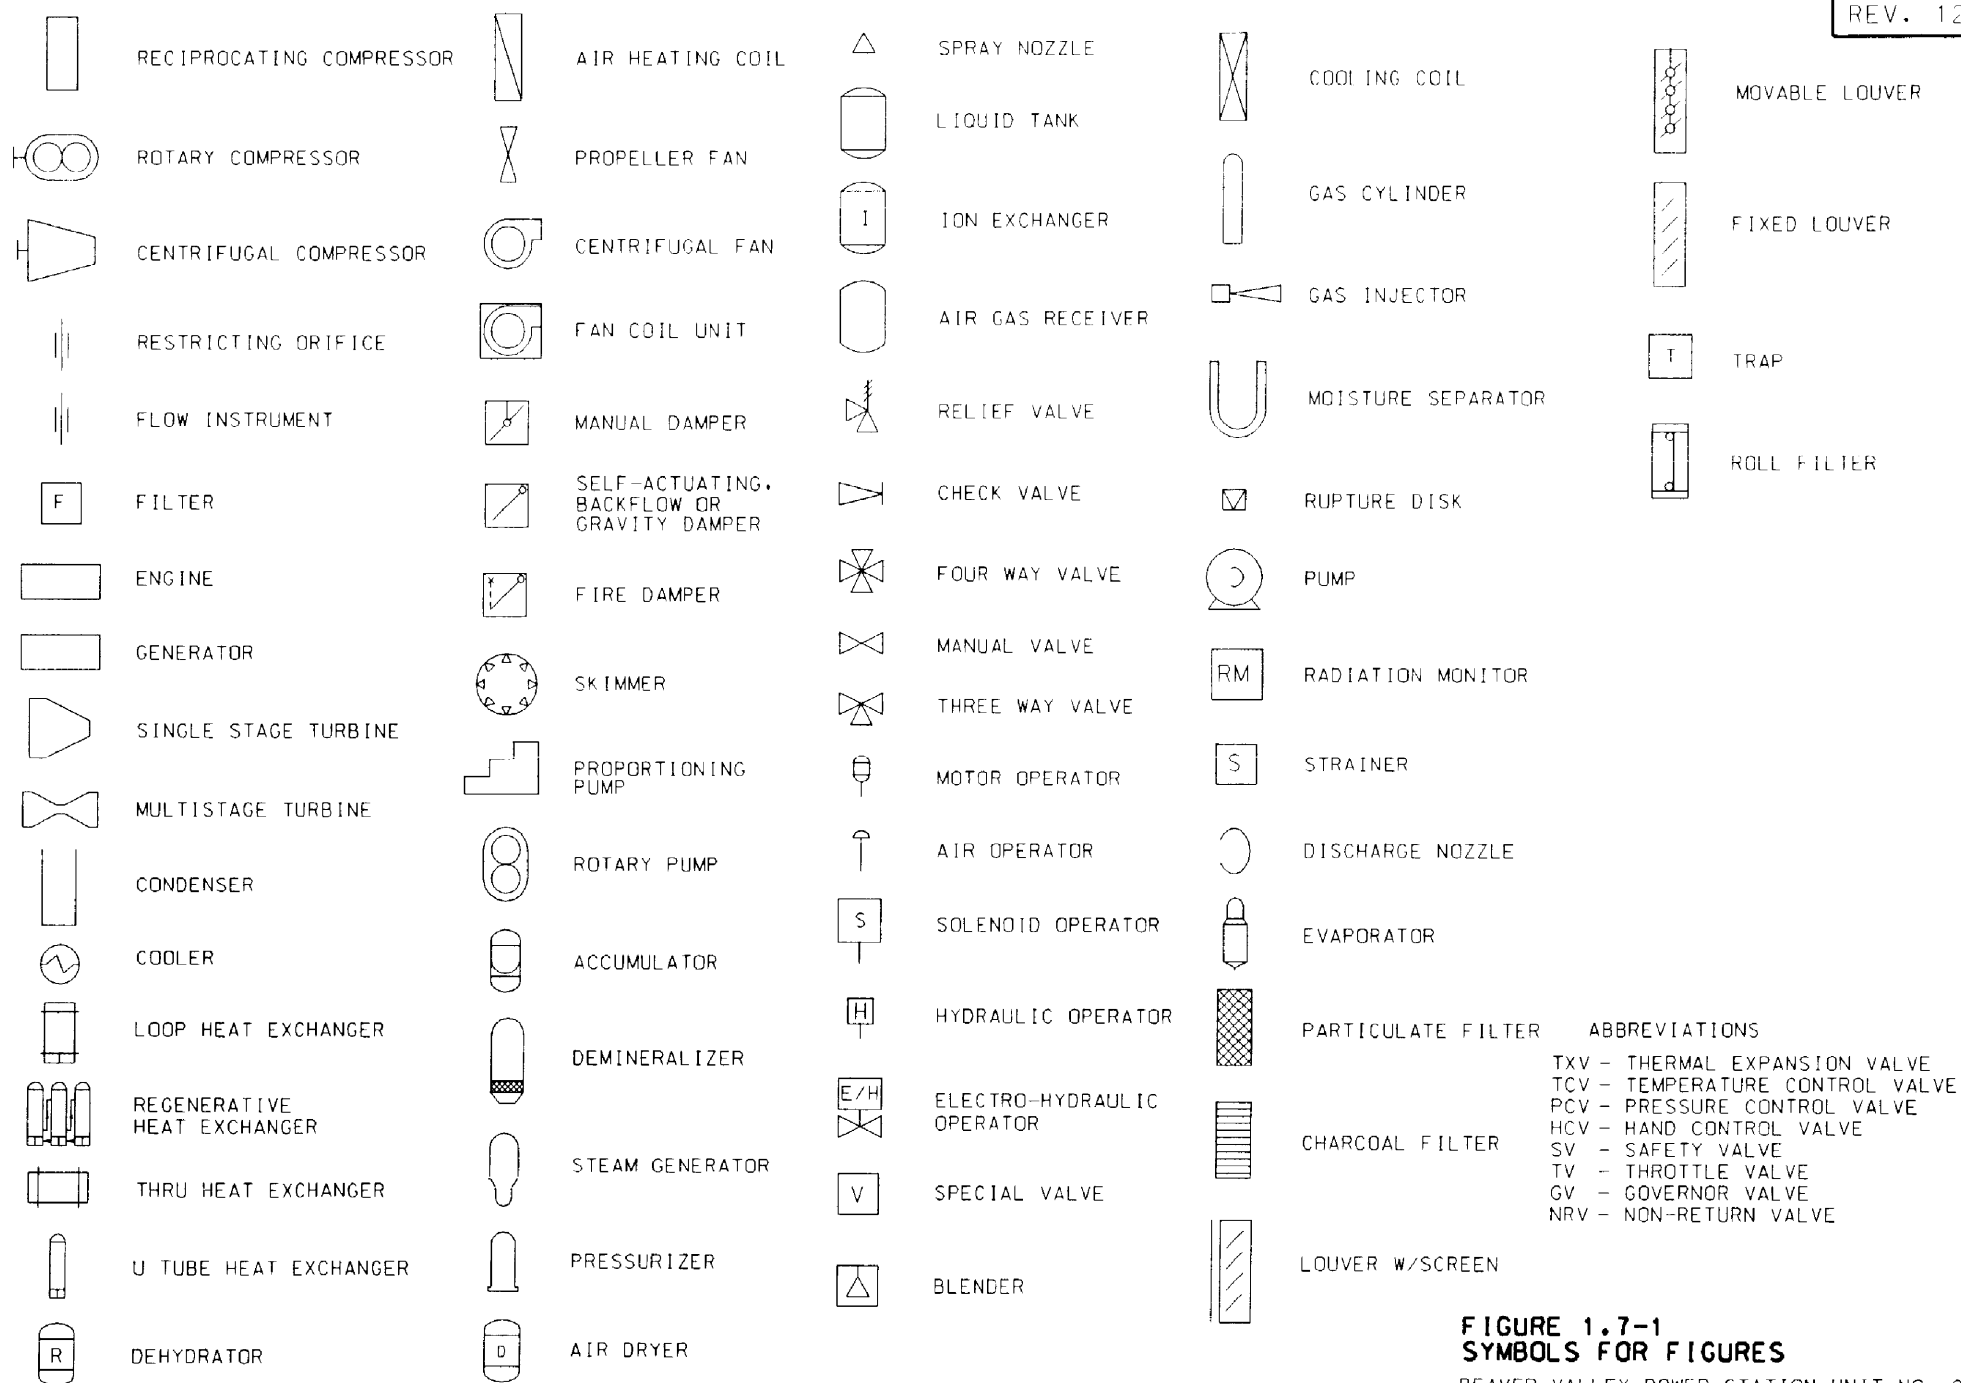 REV. 12
RECIPROCATING COMPRESSOR
ROTARY COMPRESSOR
CENTRIFUGAL COMPRESSOR
RESTRICTING ORIFICE
FLOW INSTRUMENT
F
FILTER
ENGINE
GENERATOR
SINGLE STAGE TURBINE
MULTISTAGE TURBINE
CONDENSER
COOLER
LOOP HEAT EXCHANGER
REGENERATIVE
HEAT EXCHANGER
THRU HEAT EXCHANGER
U TUBE HEAT EXCHANGER
R
DEHYDRATOR
AIR HEATING COIL
PROPELLER FAN
CENTRIFUGAL FAN
FAN COIL UNIT
MANUAL DAMPER
SELF-ACTUATING.
BACKFLOW OR
GRAVITY DAMPER
FIRE DAMPER
SKIMMER
PROPORTIONING
PUMP
ROTARY PUMP
ACCUMULATOR
DEMINERALIZER
STEAM GENERATOR
PRESSURIZER
D
AIR DRYER
SPRAY NOZZLE
LIQUID TANK
I
ION EXCHANGER
AIR GAS RECEIVER
RELIEF VALVE
CHECK VALVE
FOUR WAY VALVE
MANUAL VALVE
THREE WAY VALVE
MOTOR OPERATOR
AIR OPERATOR
S
SOLENOID OPERATOR
H
HYDRAULIC OPERATOR
E/H
ELECTRO-HYDRAULIC
OPERATOR
V
SPECIAL VALVE
BLENDER
COOLING COIL
GAS CYLINDER
GAS INJECTOR
MOISTURE SEPARATOR
RUPTURE DISK
PUMP
RM
RADIATION MONITOR
S
STRAINER
DISCHARGE NOZZLE
EVAPORATOR
PARTICULATE FILTER
CHARCOAL FILTER
LOUVER W/SCREEN
MOVABLE LOUVER
FIXED LOUVER
T
TRAP
ROLL FILTER
ABBREVIATIONS
TXV - THERMAL EXPANSION VALVE
TCV - TEMPERATURE CONTROL VALVE
PCV - PRESSURE CONTROL VALVE
HCV - HAND CONTROL VALVE
SV - SAFETY VALVE
TV - THROTTLE VALVE
GV - GOVERNOR VALVE
NRV - NON-RETURN VALVE
FIGURE 1.7-1
SYMBOLS FOR FIGURES
BEAVER VALLEY POWER STATION UNIT NO.